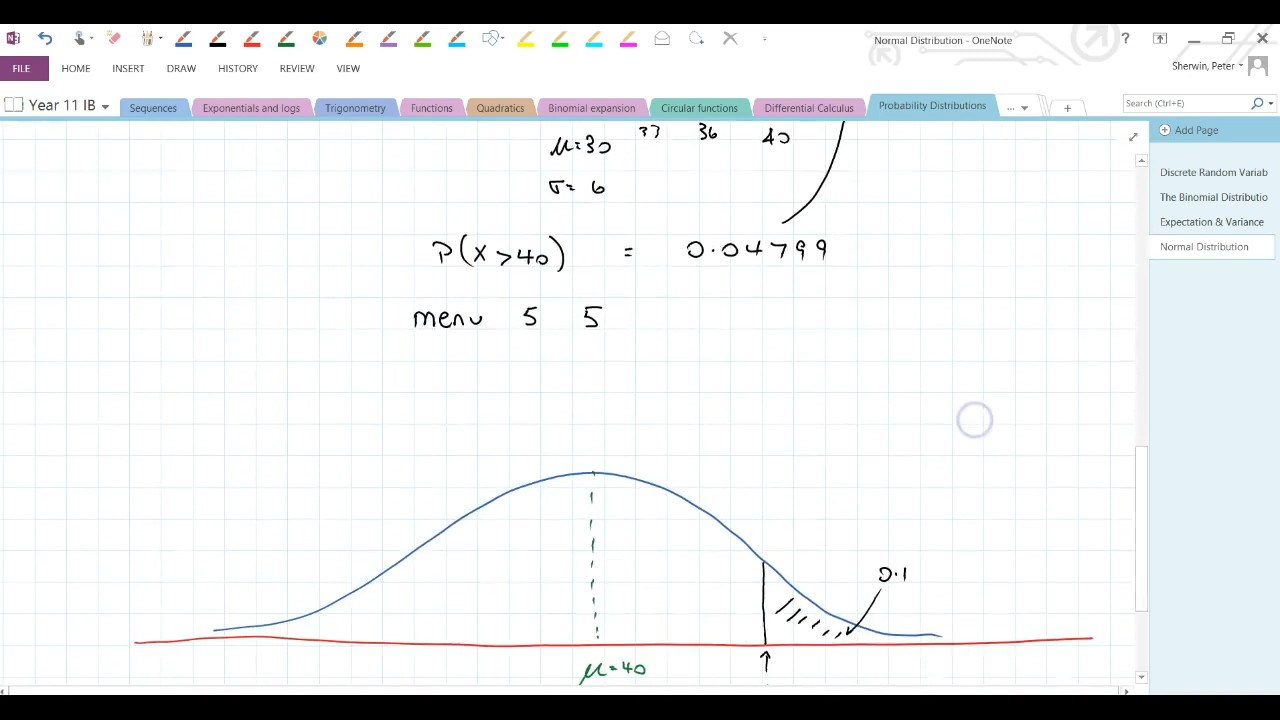 Normal Distribution - OneNote ?
Sherwin, Peter
FILE HOME INSERT DRAW HISTORY REVIEW VIEW
Year 11 IB Sequences Exponentials and logs Trigonometry Functions Quadratics Binomial expansion Circular functions Differential Calculus Probability Distributions ... + Search (Ctrl+E)
Add Page
Discrete Random Variab
The Binomial Distributio
Expectation & Variance
Normal Distribution
μ=30 33 36 40
σ= 6
P(X >40) = 0.04799
menu 5 5
0.1
μ=40